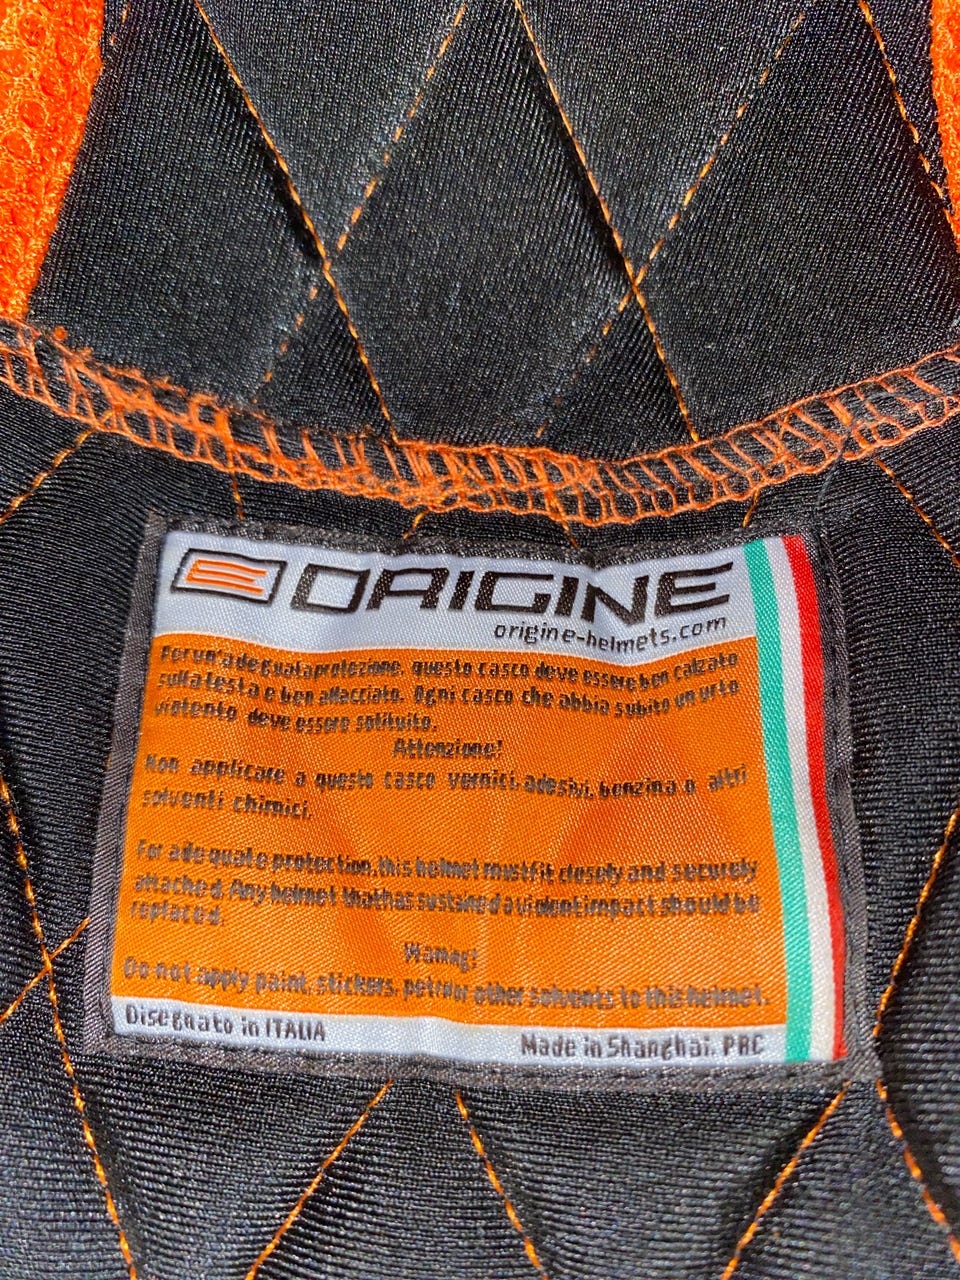 ORIGINE
origine-helmets.com
Per un'adeguata protezione, questo casco deve essere ben calzato
sulla testa e ben allacciato. Ogni casco che abbia subito un urto
violento deve essere sotituito.
Attenzione!
Non applicare a questo casco vernici, adesivi, benzina o altri
solventi chimici.
For adequate protection, this helmet must fit closely and securely
attached. Any helmet that has sustained a violent impact should be
replaced.
Warning!
Do not apply paint, stickers, petrol or other solvents to this helmet.
Disegnato in ITALIA
Made in Shanghai. PRC